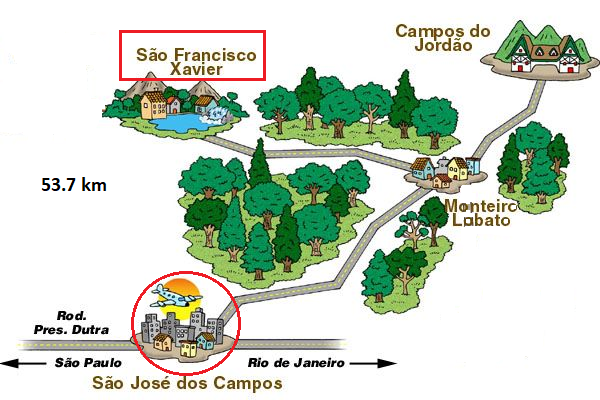 São Francisco
Xavier
Campos do
Jordão
53.7 km
Monteiro
Lobato
Rod.
Pres. Dutra
São Paulo
Rio de Janeiro
São José dos Campos